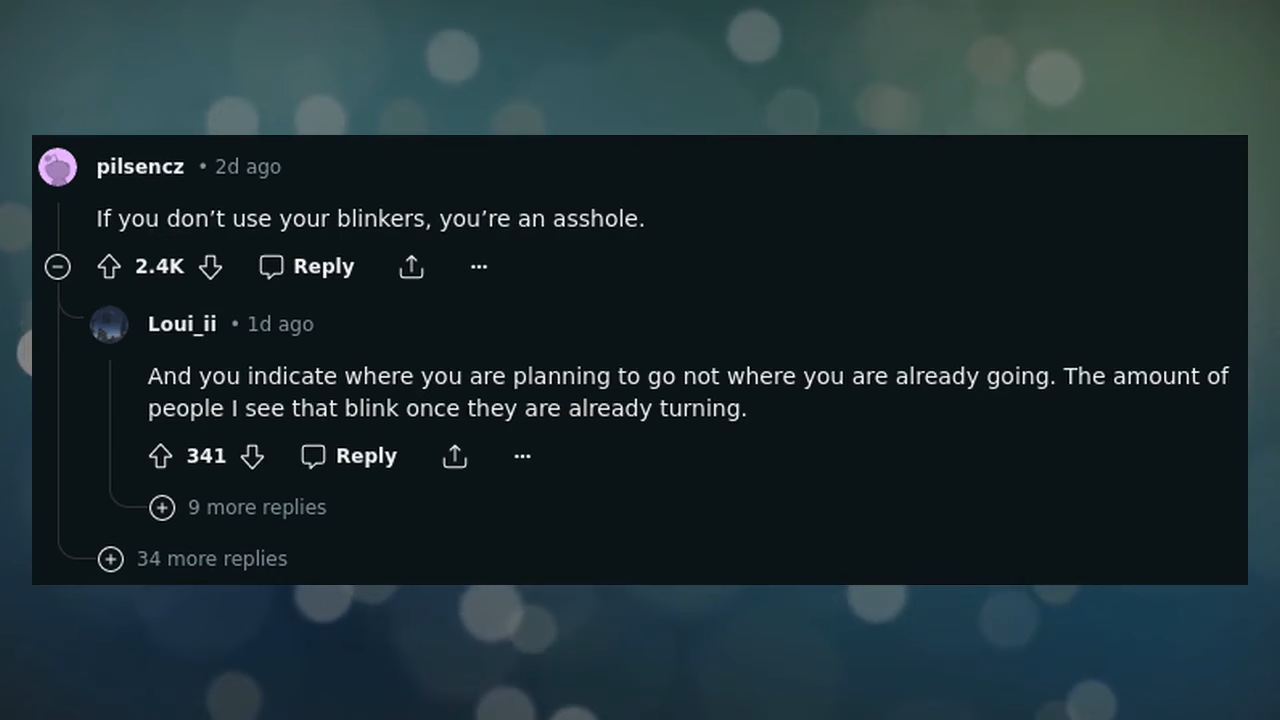 pilsencz • 2d ago
If you don’t use your blinkers, you’re an asshole.
2.4K Reply ...
Loui_ii • 1d ago
And you indicate where you are planning to go not where you are already going. The amount of
people I see that blink once they are already turning.
341 Reply ...
9 more replies
34 more replies